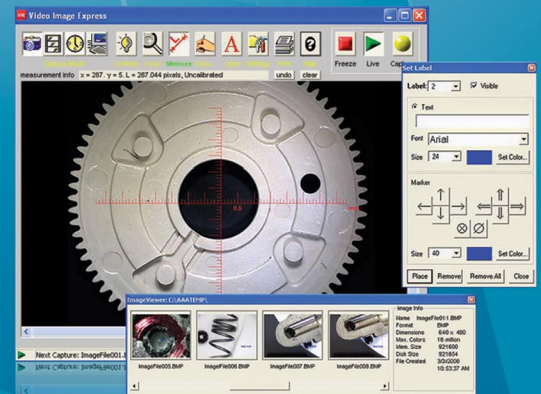 Video Image Express
Measure
Freeze Live
measurement info x = 287. y = 5. L = 287.044 pixels, Uncalibrated undo clear
0.5
Next Capture: ImageFile011.
Set Label
Label: 2 Visible
Text
Font Arial
Size 24 Set Color...
Marker
Size 40 Set Color...
Place Remove Remove All Close
ImageViewer: C:\AAATEMP\
ImageFile005.BMP ImageFile006.BMP ImageFile007.BMP ImageFile008.BMP
Image Info
Name ImageFile011.BMP
Format BMP
Dimensions 640 x 480
Max. Colors 16 million
Mem. Size 921600
Disk Size 921654
File Created 3/3/2008
10:53:37 AM